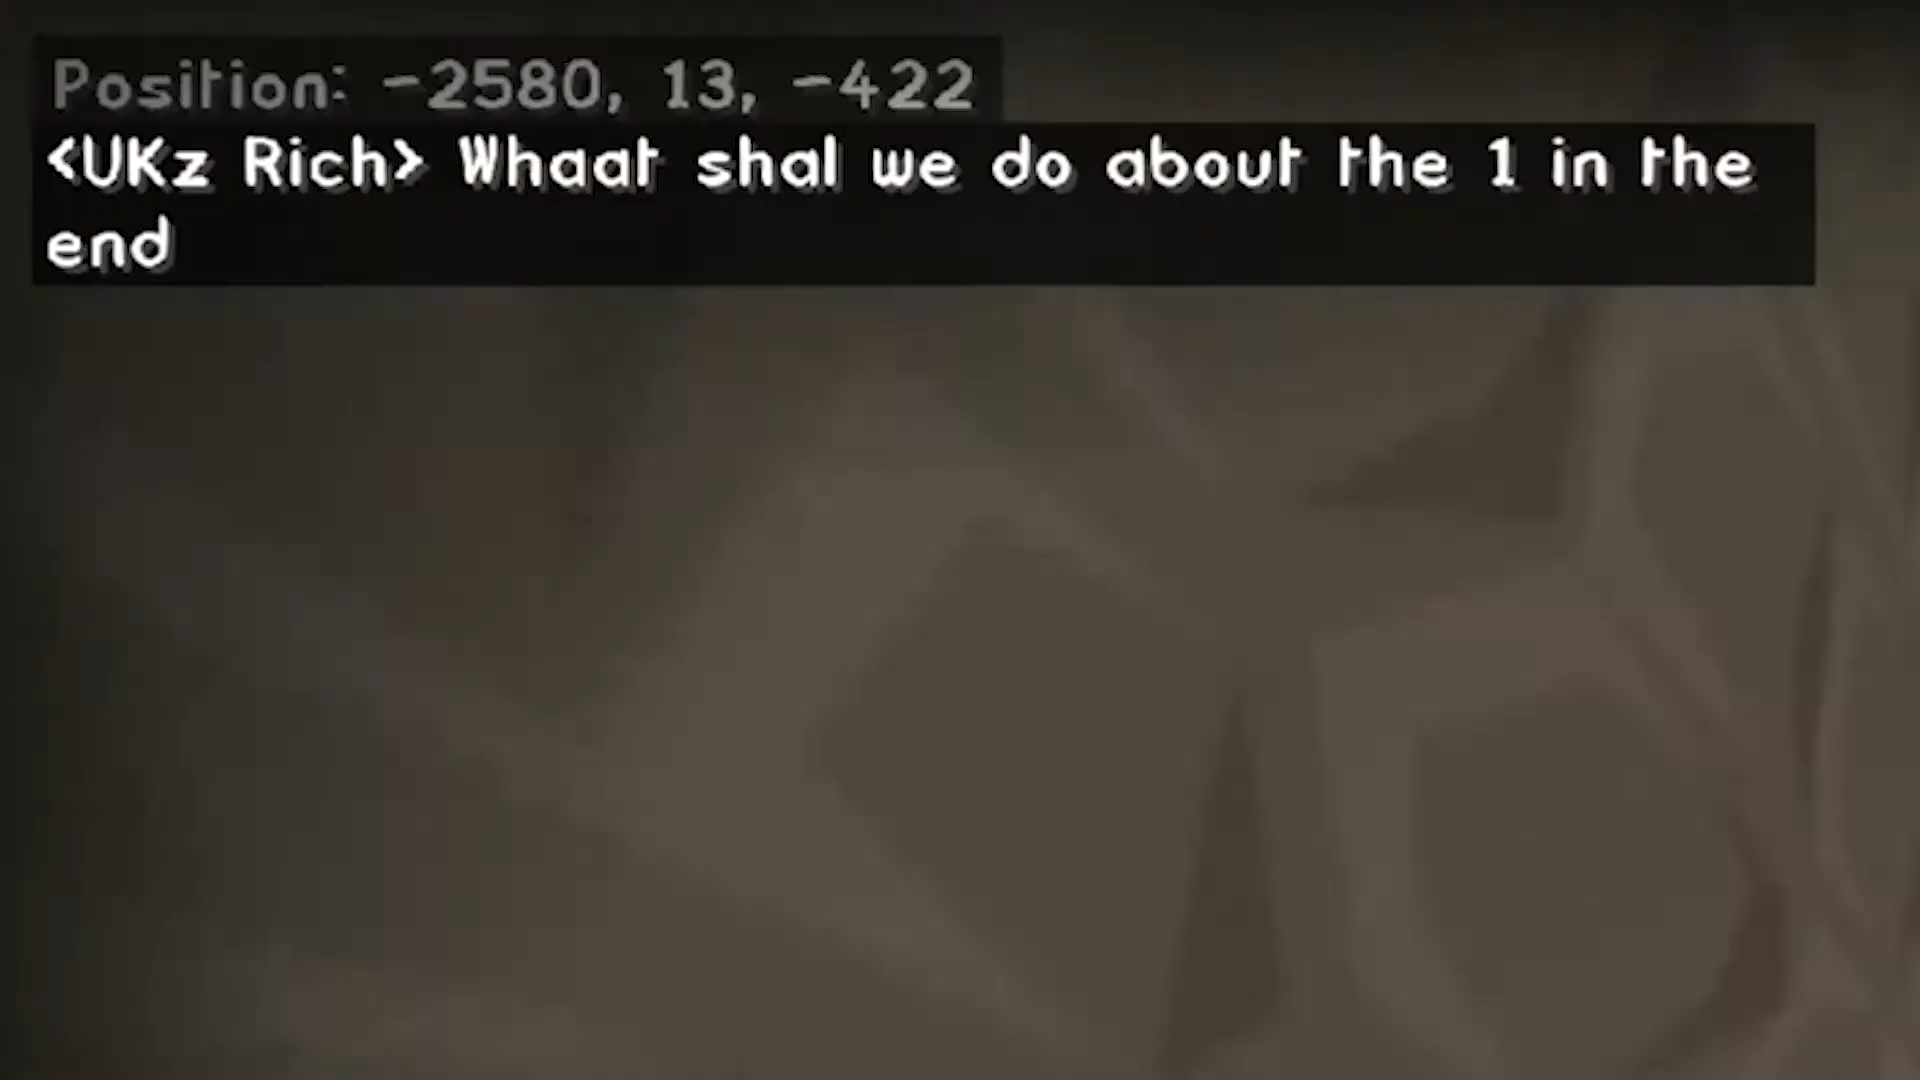 Position: -2580, 13, -422
<UKz Rich> Whaat shal we do about the 1 in the
end